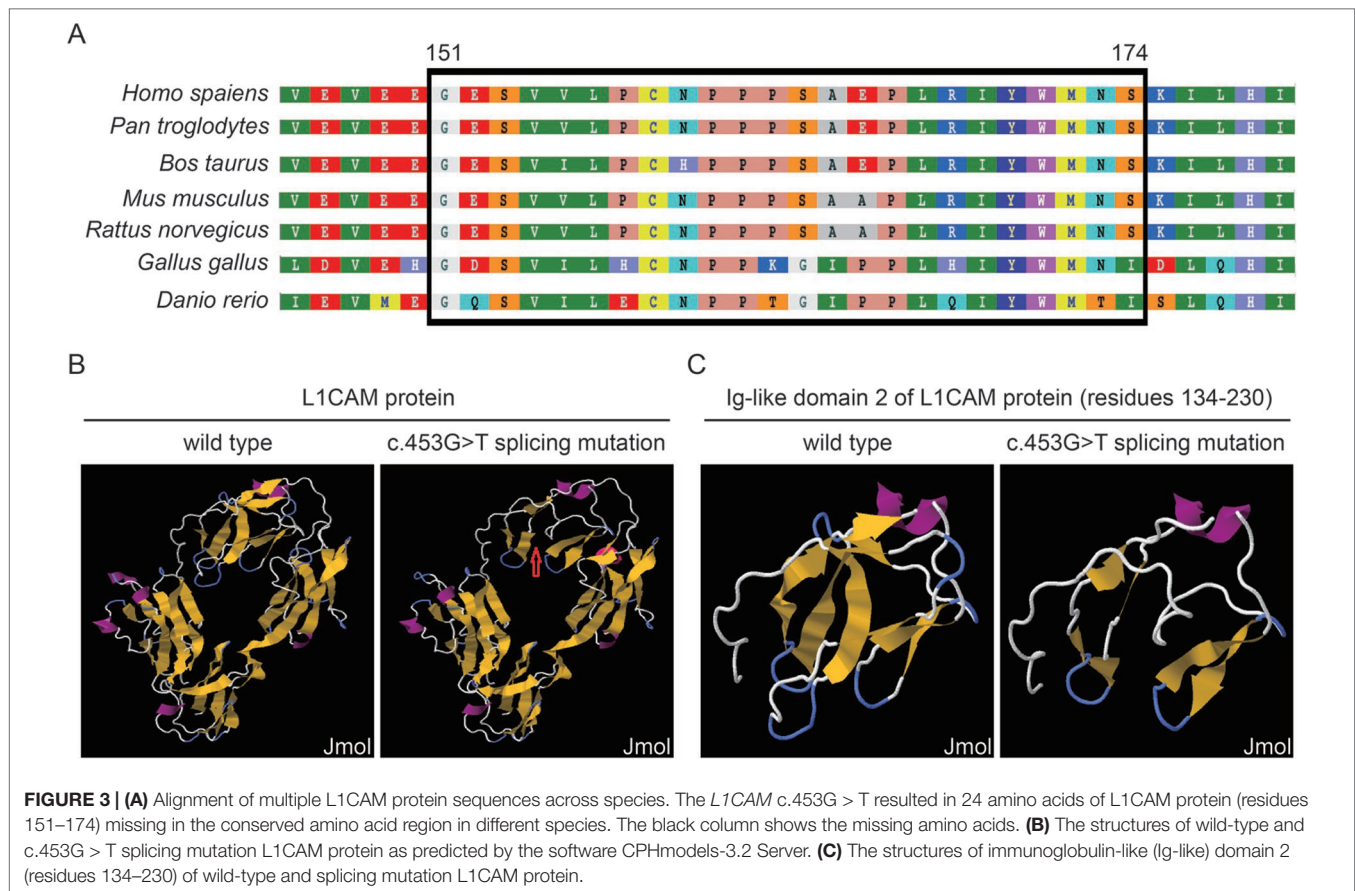 A
151 174
Homo spaiens V E V E E G E S V V L P C N P P P S A E P L R I Y W M N S K I L H I
Pan troglodytes V E V E E G E S V V L P C N P P P S A E P L R I Y W M N S K I L H I
Bos taurus V E V E E G E S V I L P C H P P P S A E P L R I Y W M N S K I L H I
Mus musculus V E V E E G E S V V L P C N P P P S A A P L R I Y W M N S K I L H I
Rattus norvegicus V E V E E G E S V V L P C N P P P S A A P L R I Y W M N S K I L H I
Gallus gallus L D V E H G D S V I L H C N P P K G I P P L H I Y W M N I D L Q H I
Danio rerio I E V M E G Q S V I L E C N P P T G I P P L Q I Y W M T I S L Q H I
B
L1CAM protein
wild type c.453G>T splicing mutation
Jmol Jmol
C
Ig-like domain 2 of L1CAM protein (residues 134-230)
wild type c.453G>T splicing mutation
Jmol Jmol
FIGURE 3 | (A) Alignment of multiple L1CAM protein sequences across species. The L1CAM c.453G > T resulted in 24 amino acids of L1CAM protein (residues
151–174) missing in the conserved amino acid region in different species. The black column shows the missing amino acids. (B) The structures of wild-type and
c.453G > T splicing mutation L1CAM protein as predicted by the software CPHmodels-3.2 Server. (C) The structures of immunoglobulin-like (Ig-like) domain 2
(residues 134–230) of wild-type and splicing mutation L1CAM protein.